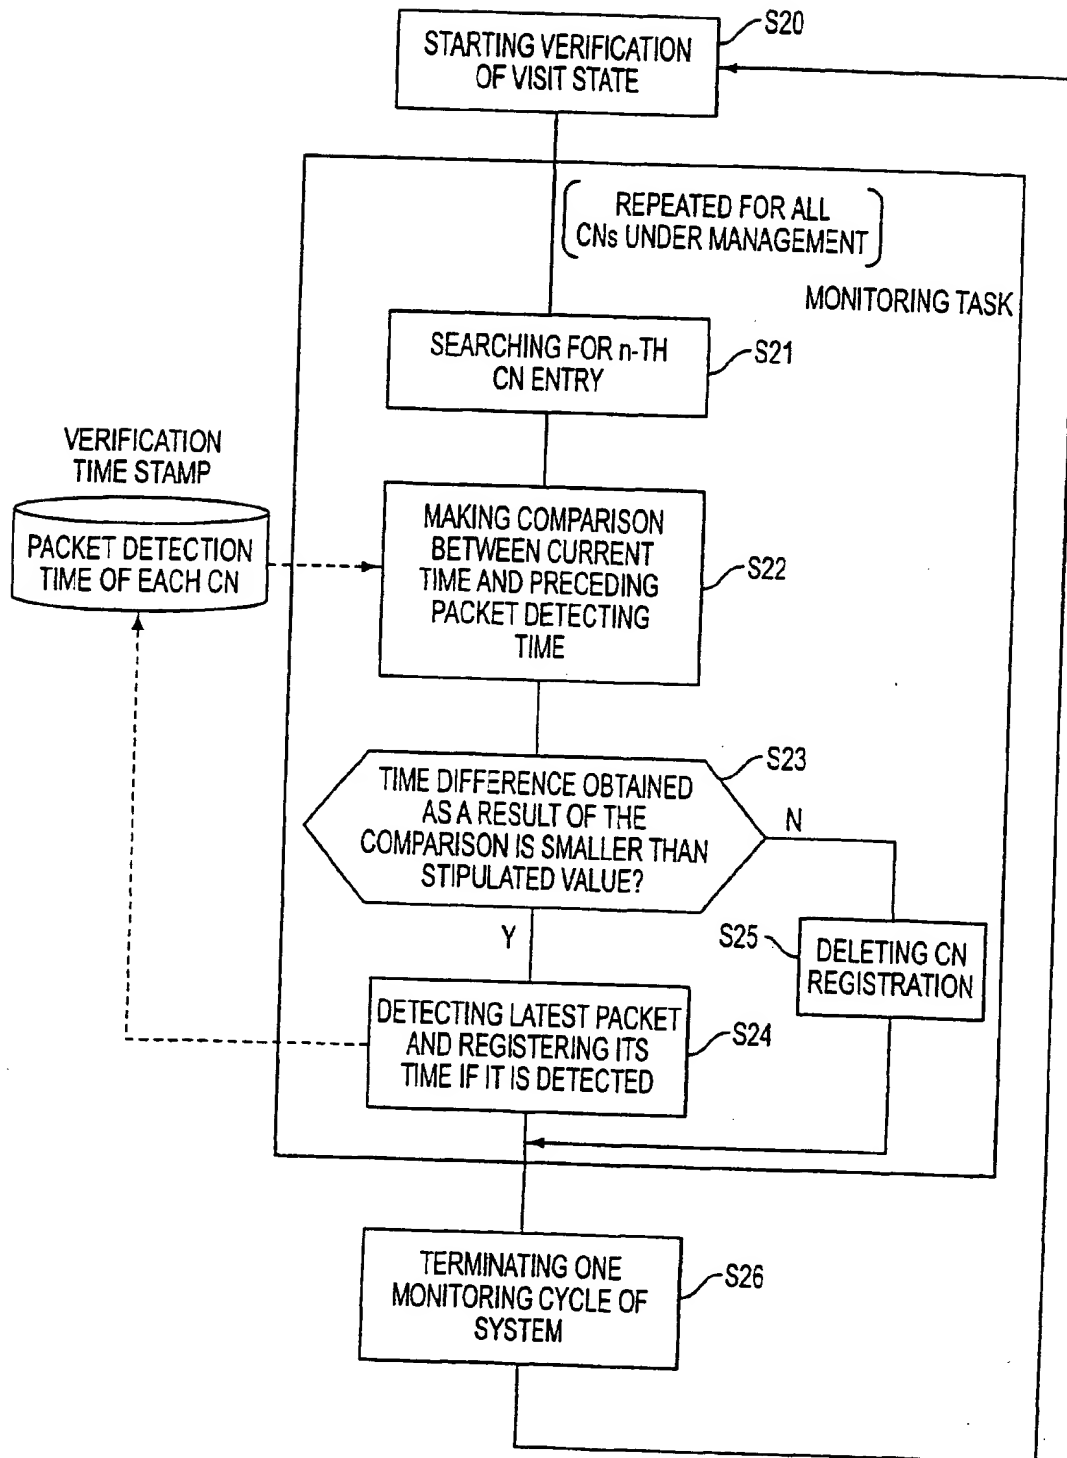 STARTING VERIFICATION
OF VISIT STATE
S20
REPEATED FOR ALL
CNs UNDER MANAGEMENT
MONITORING TASK
SEARCHING FOR n-TH
CN ENTRY
S21
VERIFICATION
TIME STAMP
PACKET DETECTION
TIME OF EACH CN
MAKING COMPARISON
BETWEEN CURRENT
TIME AND PRECEDING
PACKET DETECTING
TIME
S22
TIME DIFFERENCE OBTAINED
AS A RESULT OF THE
COMPARISON IS SMALLER THAN
STIPULATED VALUE?
S23
N
Y
S25
DELETING CN
REGISTRATION
DETECTING LATEST PACKET
AND REGISTERING ITS
TIME IF IT IS DETECTED
S24
TERMINATING ONE
MONITORING CYCLE OF
SYSTEM
S26